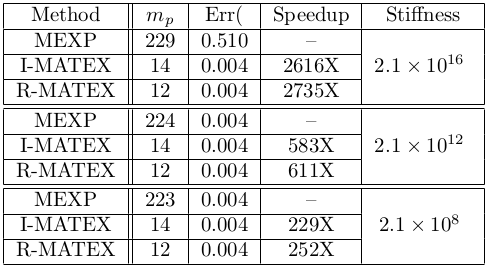 Method m_p Err( Speedup Stiffness
MEXP 229 0.510 –
I-MATEX 14 0.004 2616X 2.1 × 10^16
R-MATEX 12 0.004 2735X
MEXP 224 0.004 –
I-MATEX 14 0.004 583X 2.1 × 10^12
R-MATEX 12 0.004 611X
MEXP 223 0.004 –
I-MATEX 14 0.004 229X 2.1 × 10^8
R-MATEX 12 0.004 252X